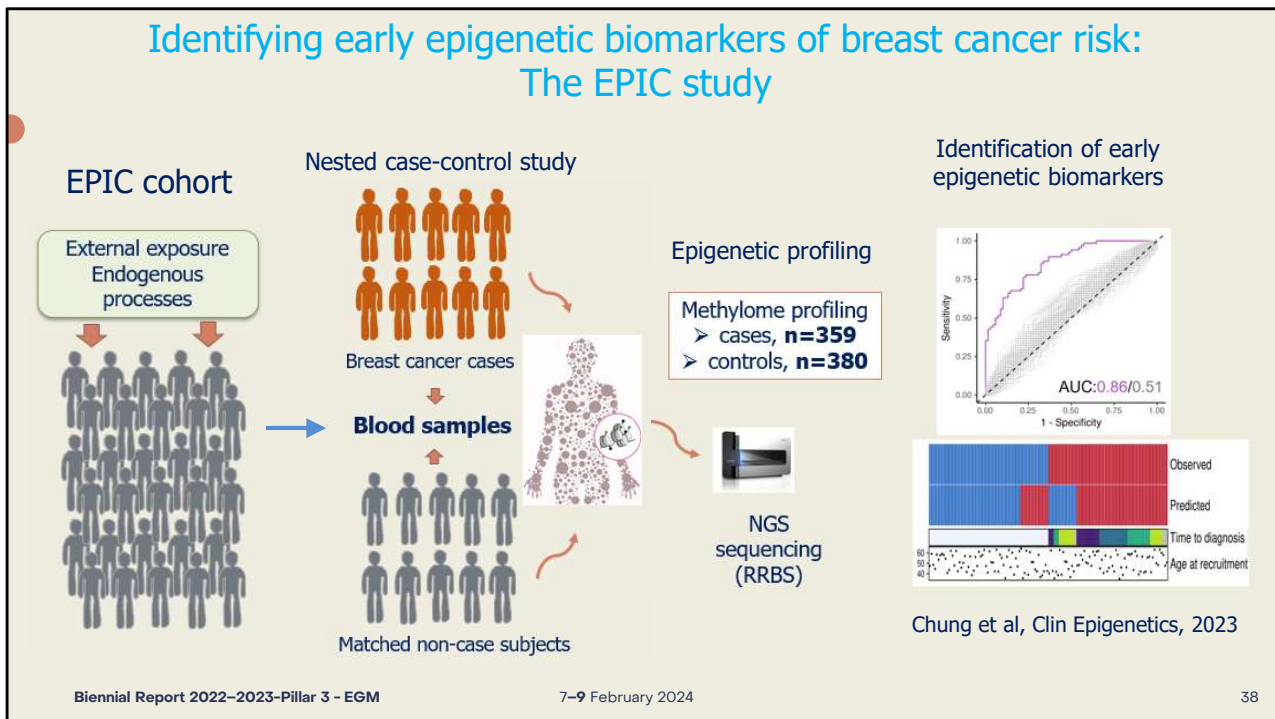 Identifying early epigenetic biomarkers of breast cancer risk:
The EPIC study
EPIC cohort
External exposure
Endogenous
processes
Nested case-control study
Breast cancer cases
Blood samples
Matched non-case subjects
Epigenetic profiling
Methylome profiling
➢ cases, n=359
➢ controls, n=380
NGS
sequencing
(RRBS)
Identification of early
epigenetic biomarkers
Sensitivity
1.00
0.75
0.50
0.25
0.00
AUC:0.86/0.51
0.00 0.25 0.50 0.75 1.00
1 - Specificity
Observed
Predicted
Time to diagnosis
60
50
40
Age at recruitment
Chung et al, Clin Epigenetics, 2023
Biennial Report 2022–2023-Pillar 3 - EGM 7–9 February 2024 38